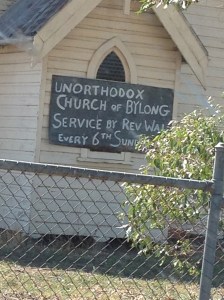 UNORTHODOX
CHURCH OF BYLONG
SERVICE BY REV
EVERY 6TH